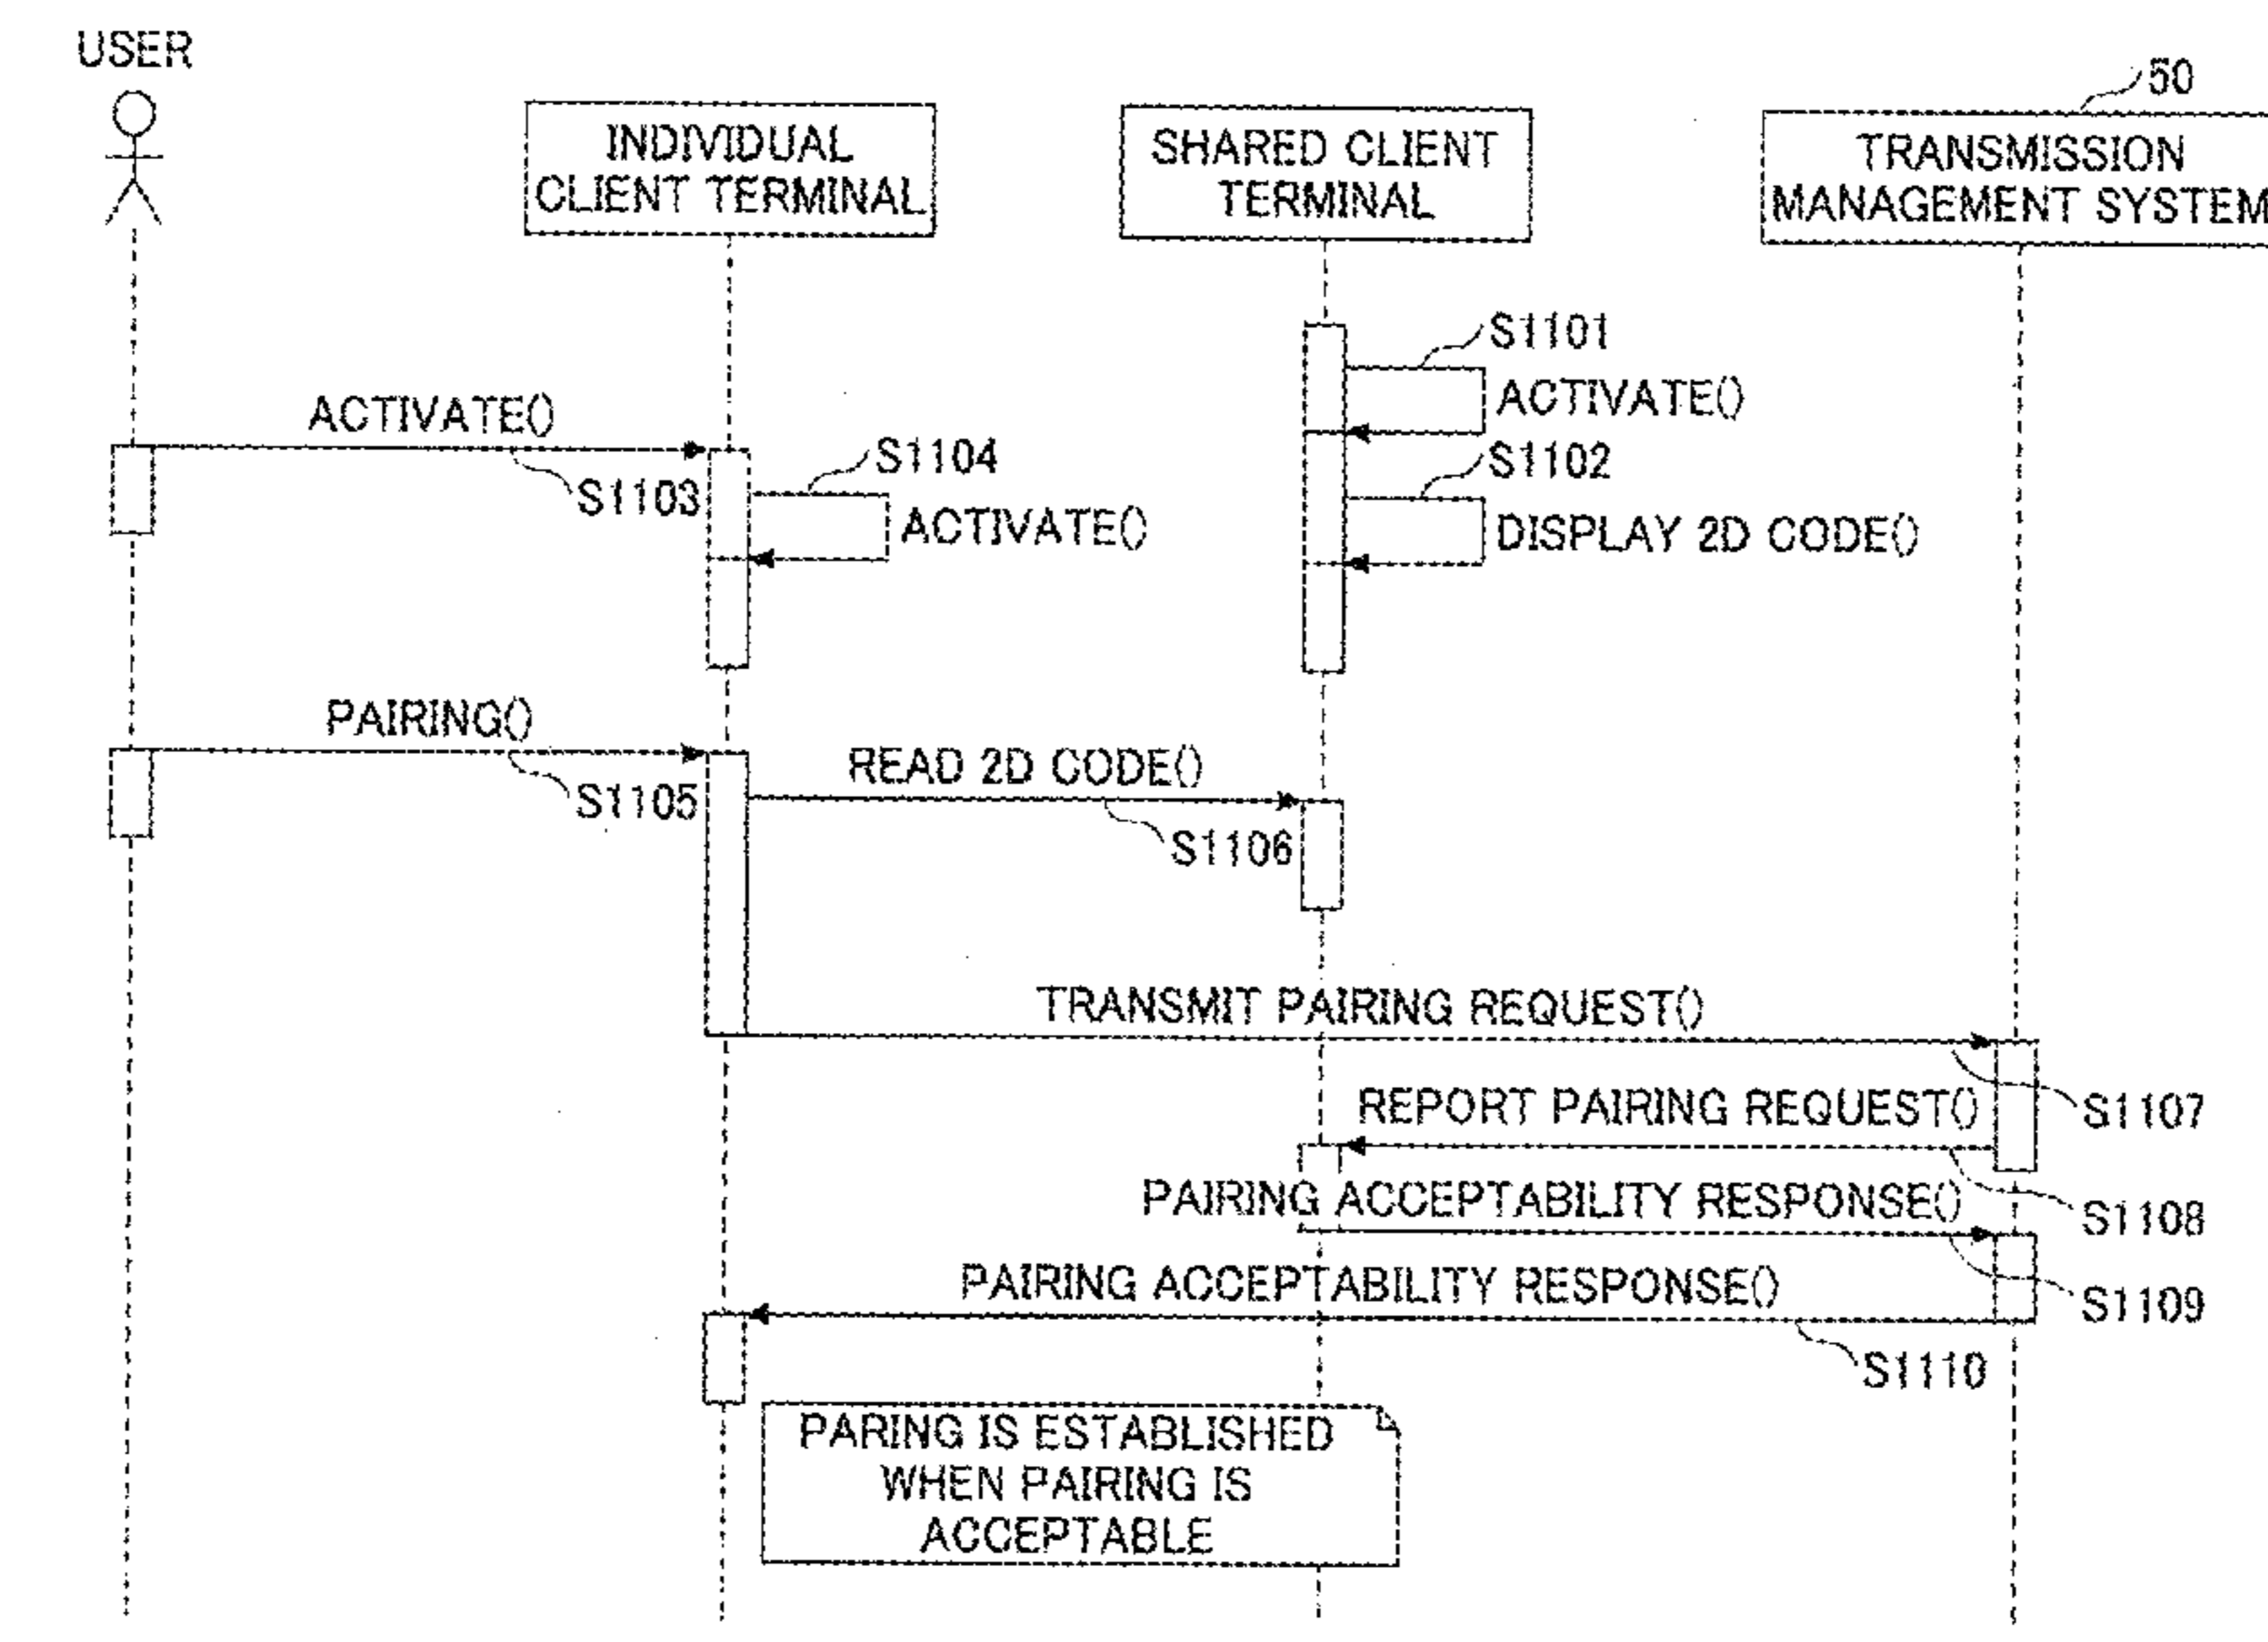 USER
50
INDIVIDUAL
CLIENT TERMINAL
SHARED CLIENT
TERMINAL
TRANSMISSION
MANAGEMENT SYSTEM
S1101
ACTIVATE()
ACTIVATE()
S1104
S1102
S1103
ACTIVATE()
DISPLAY 2D CODE()
PAIRING()
READ 2D CODE()
S1105
S1106
TRANSMIT PAIRING REQUEST()
REPORT PAIRING REQUEST()
S1107
PAIRING ACCEPTABILITY RESPONSE()
S1108
PAIRING ACCEPTABILITY RESPONSE()
S1109
S1110
PARING IS ESTABLISHED
WHEN PAIRING IS
ACCEPTABLE